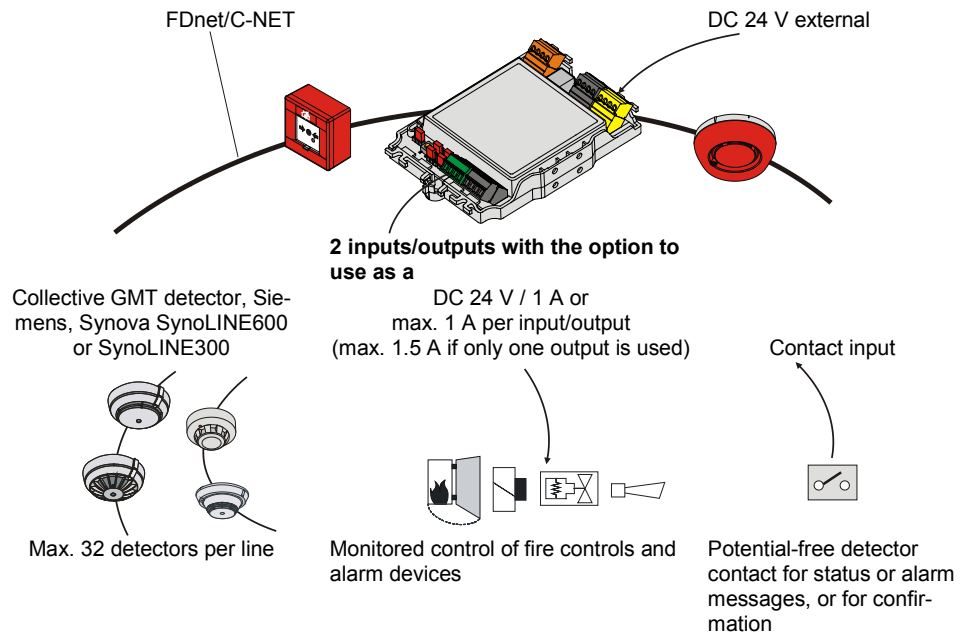 FDnet/C-NET
DC 24 V external
2 inputs/outputs with the option to
use as a
Collective GMT detector, Sie-
mens, Synova SynoLINE600
or SynoLINE300
DC 24 V / 1 A or
max. 1 A per input/output
(max. 1.5 A if only one output is used)
Contact input
Max. 32 detectors per line
Monitored control of fire controls and
alarm devices
Potential-free detector
contact for status or alarm
messages, or for confir-
mation